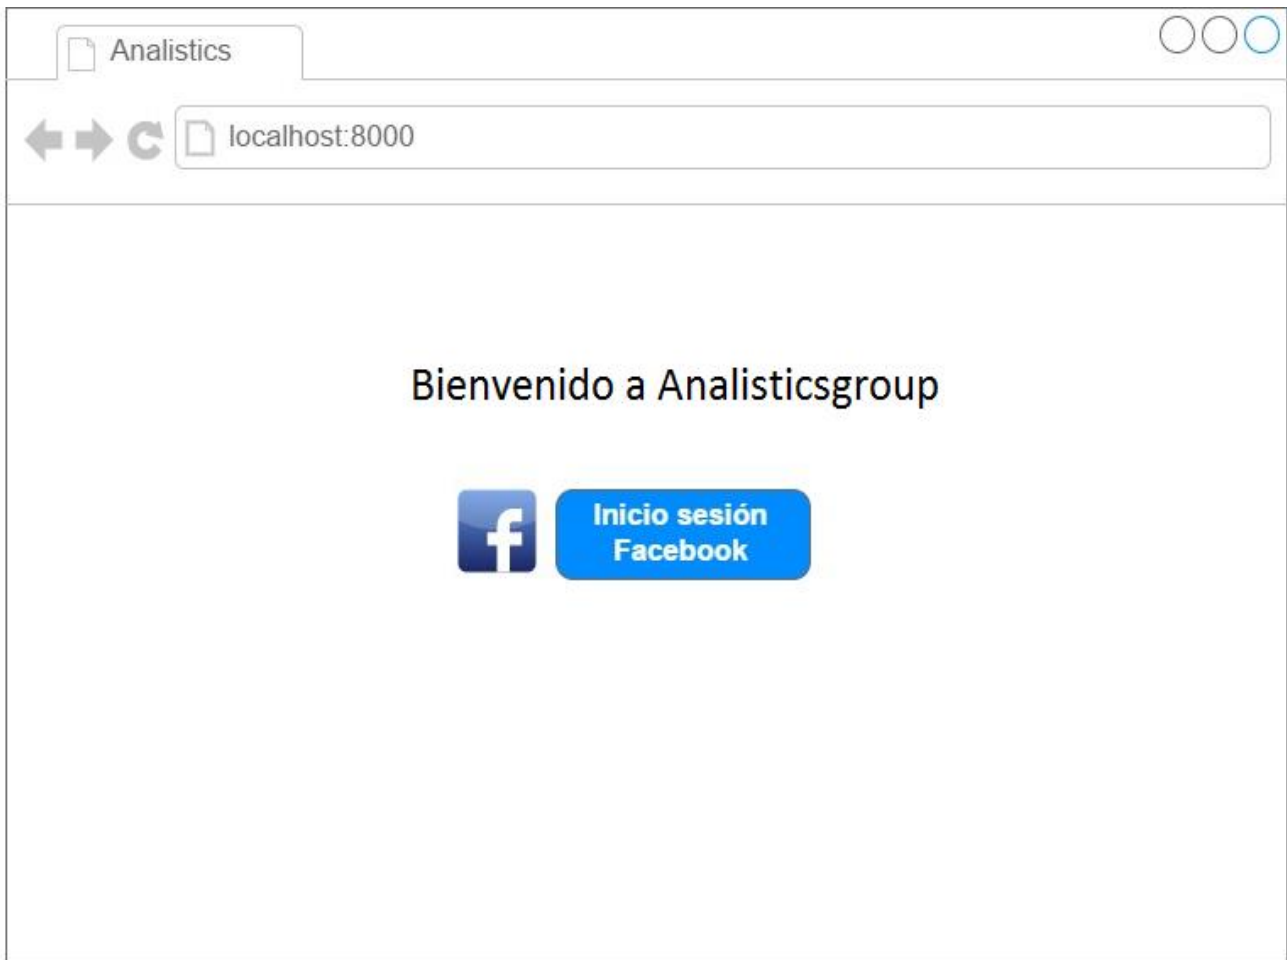 Analistics
localhost:8000
Bienvenido a Analisticsgroup
f
Inicio sesión
Facebook